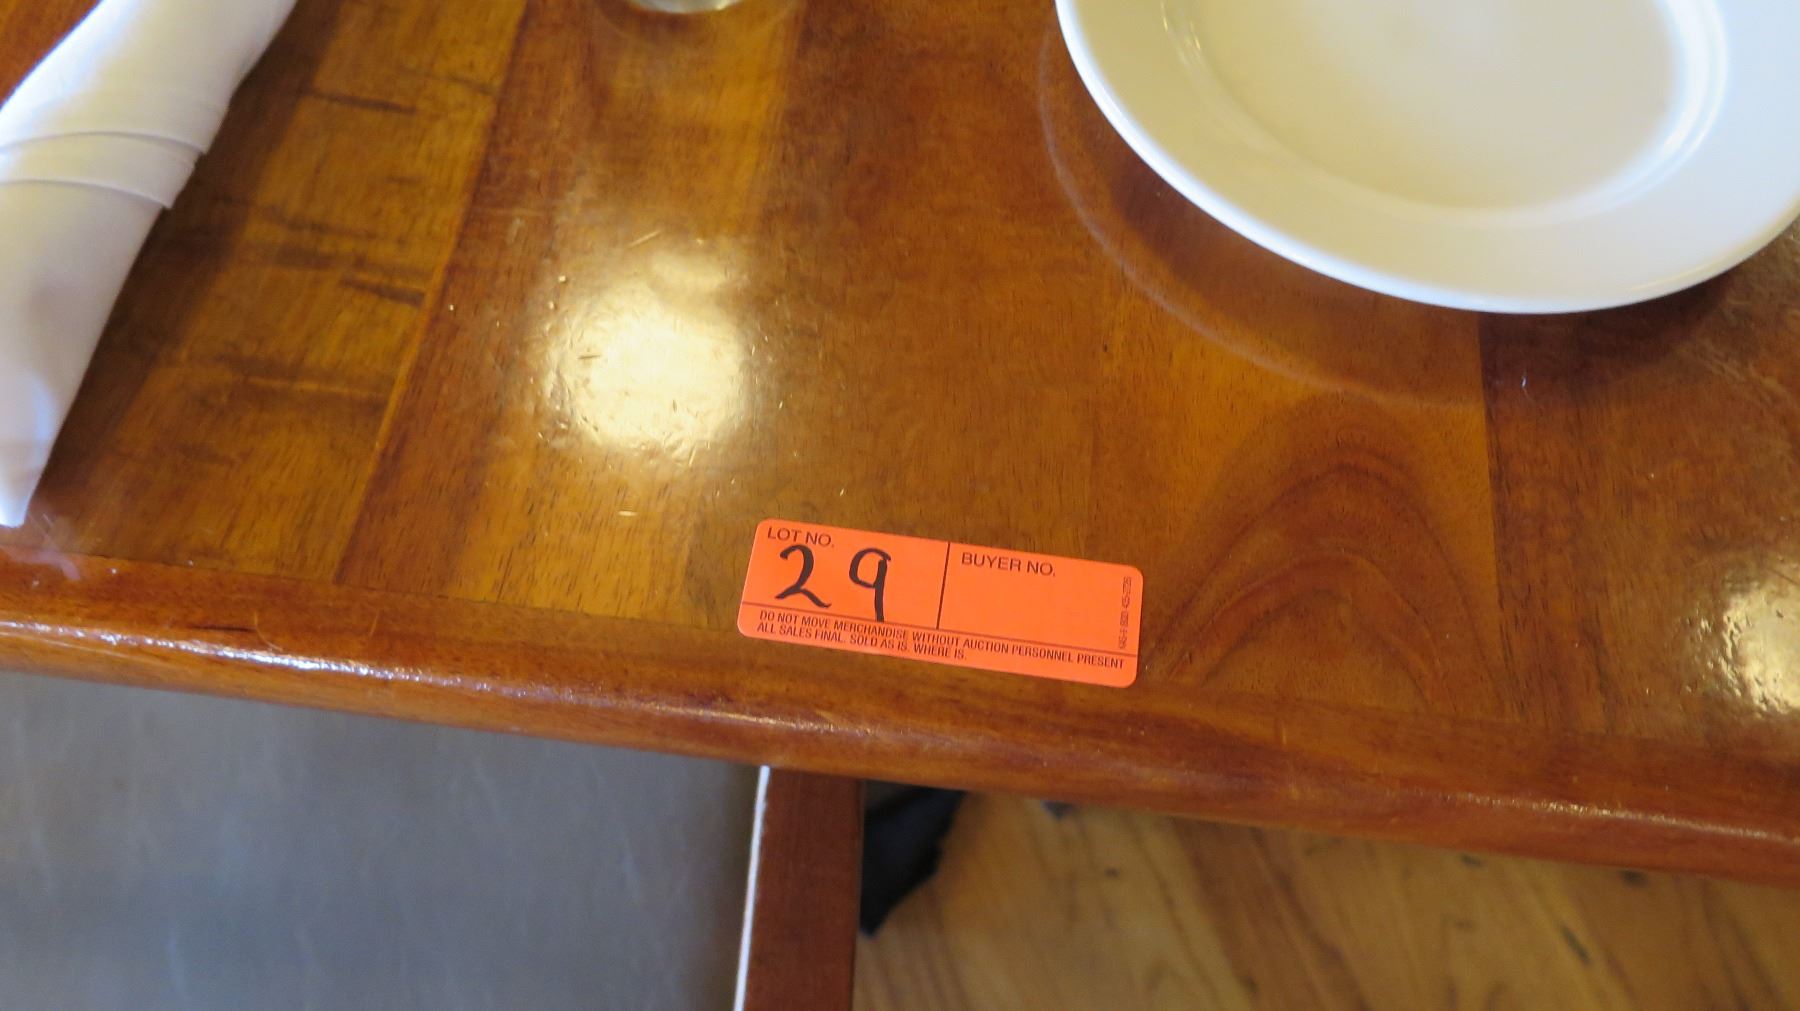 LOT NO.
29
BUYER NO.
DO NOT MOVE MERCHANDISE WITHOUT AUCTION PERSONNEL PRESENT
ALL SALES FINAL. SOLD AS IS. WHERE IS.